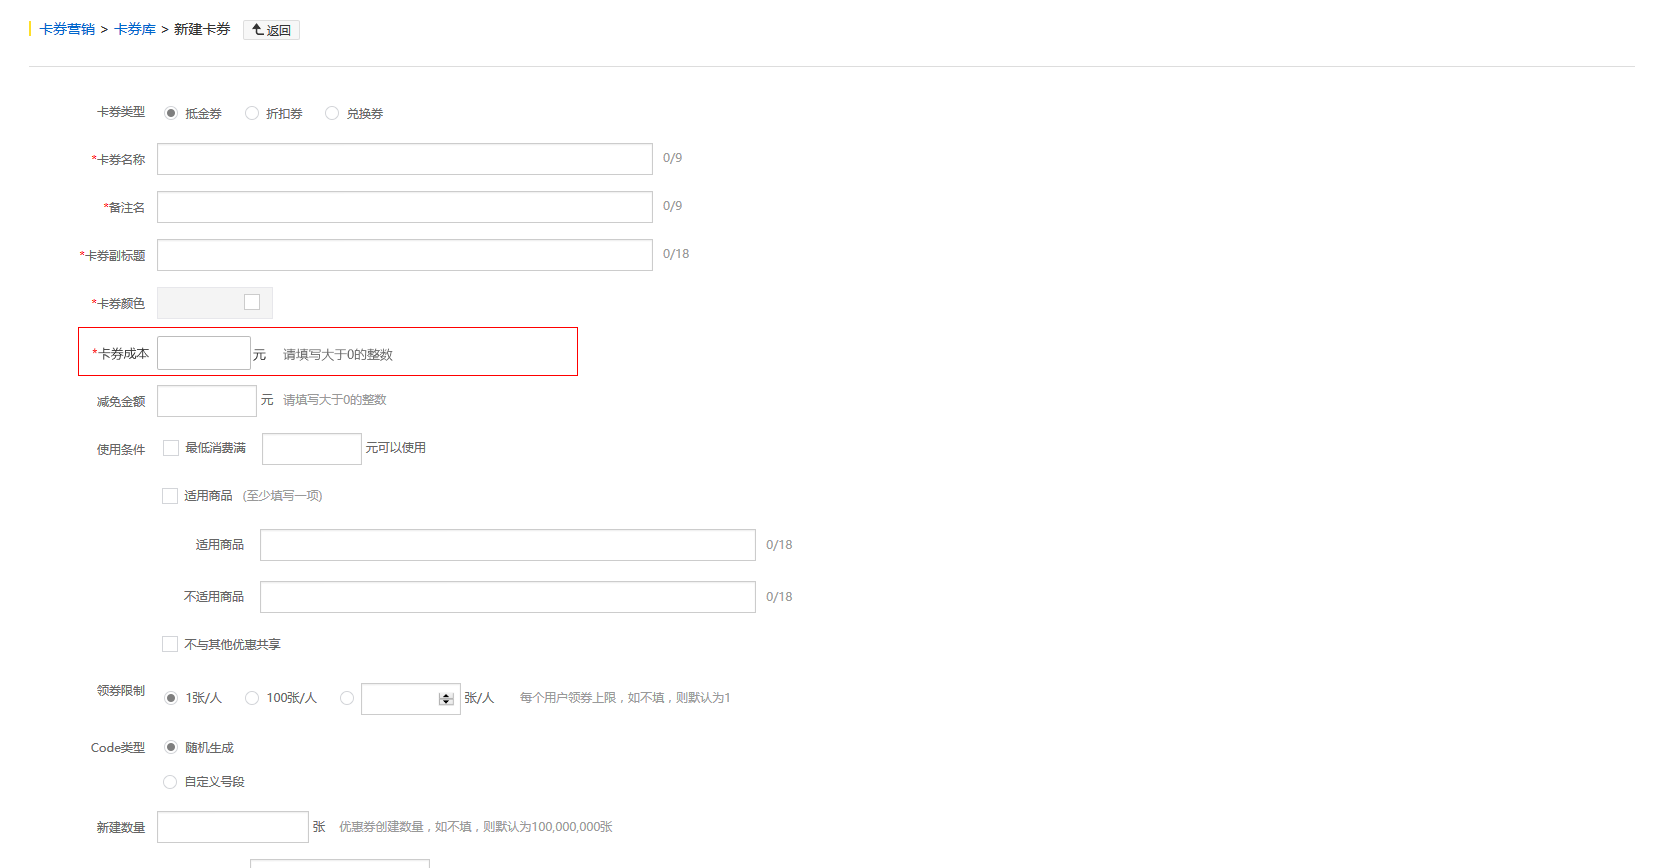 卡券营销 > 卡券库 > 新建卡券 返回
卡券类型 抵金券 折扣券 兑换券
*卡券名称 0/9
*备注名 0/9
*卡券副标题 0/18
*卡券颜色
*卡券成本 元 请填写大于0的整数
减免金额 元 请填写大于0的整数
使用条件 最低消费满 元可以使用
适用商品 (至少填写一项)
适用商品 0/18
不适用商品 0/18
不与其他优惠共享
领券限制 1张/人 100张/人 张/人 每个用户领券上限，如不填，则默认为1
Code类型 随机生成
自定义号段
新建数量 张 优惠券创建数量，如不填，则默认为100,000,000张